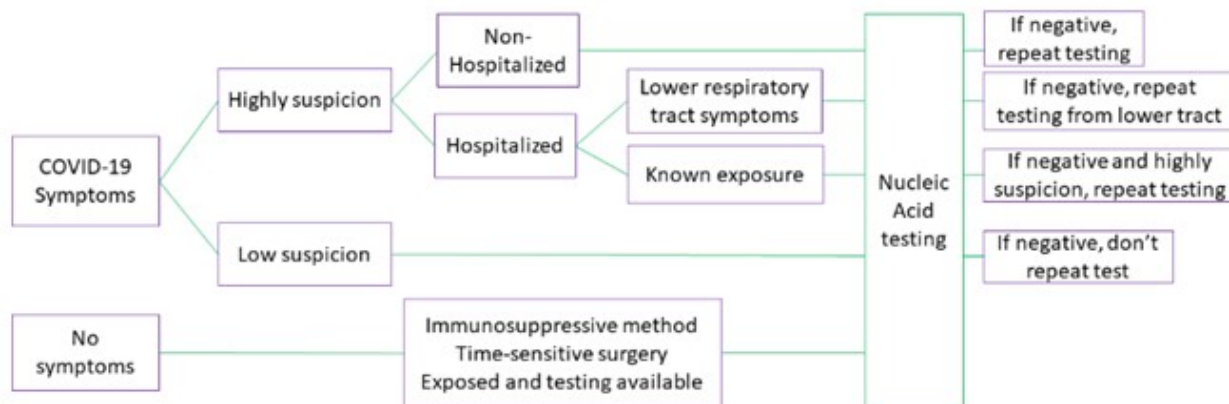 Non-
Hospitalized
If negative,
repeat testing
Highly suspicion
Lower respiratory
tract symptoms
If negative, repeat
testing from lower tract
Hospitalized
COVID-19
Symptoms
Known exposure
Nucleic
Acid
testing
If negative and highly
suspicion, repeat testing
Low suspicion
If negative, don’t
repeat test
No
symptoms
Immunosuppressive method
Time-sensitive surgery
Exposed and testing available